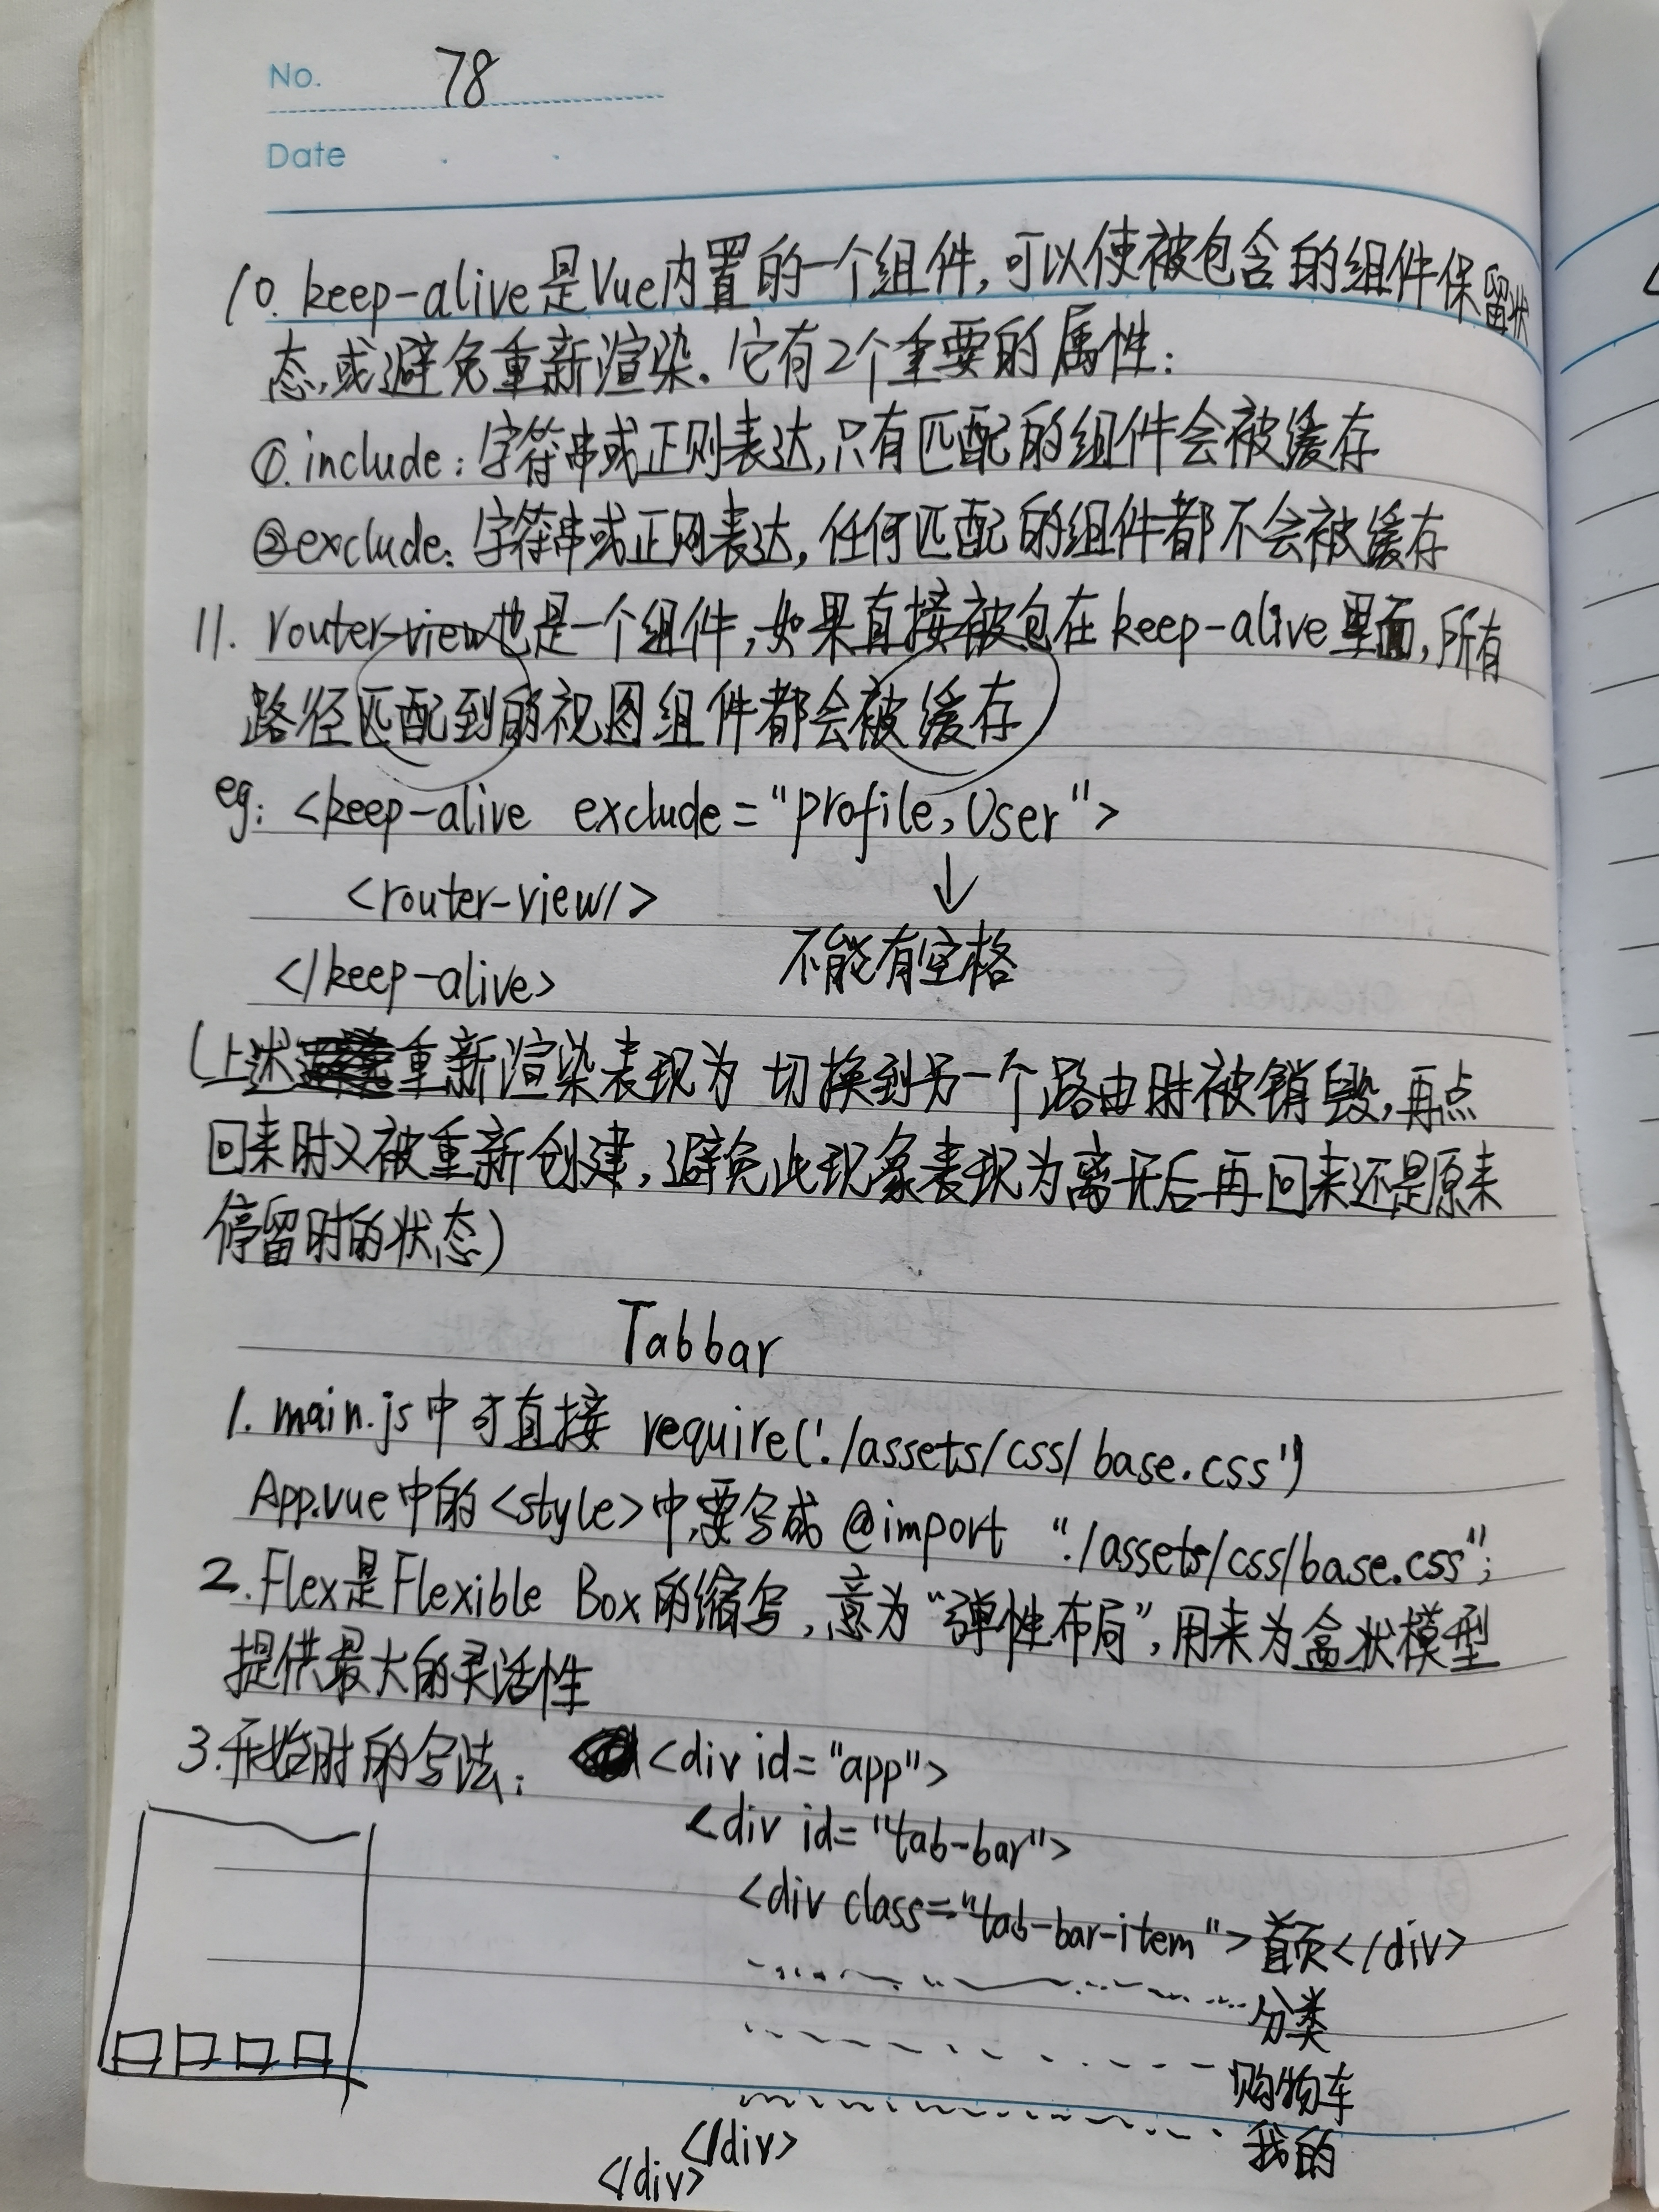 No. 78
Date
10. keep-alive是Vue内置的一个组件,可以使被包含的组件保留状
态,或避免重新渲染. 它有2个重要的属性:
①.include:字符串或正则表达,只有匹配的组件会被缓存
②exclude:字符串或正则表达,任何匹配的组件都不会被缓存
11. router-view也是一个组件,如果直接被包在keep-alive里面,所有
路径匹配到的视图组件都会被缓存
eg: <keep-alive exclude="profile,User">
<router-view/> ↓
</keep-alive> 不能有空格
(上述重新渲染表现为 切换到另一个路由时被销毁,再点
回来时又被重新创建,避免此现象表现为离开后再回来还是原来
停留时的状态)
Tabbar
1. main.js中可直接 require('./assets/css/base.css')
App.vue中的<style>中,要写成 @import "./assets/css/base.css";
2.Flex是Flexible Box的缩写,意为"弹性布局",用来为盒状模型
提供最大的灵活性
3.开始时的写法: <div id="app">
<div id="tab-bar">
<div class="tab-bar-item">首页</div>
分类
购物车
我的
</div>
</div>